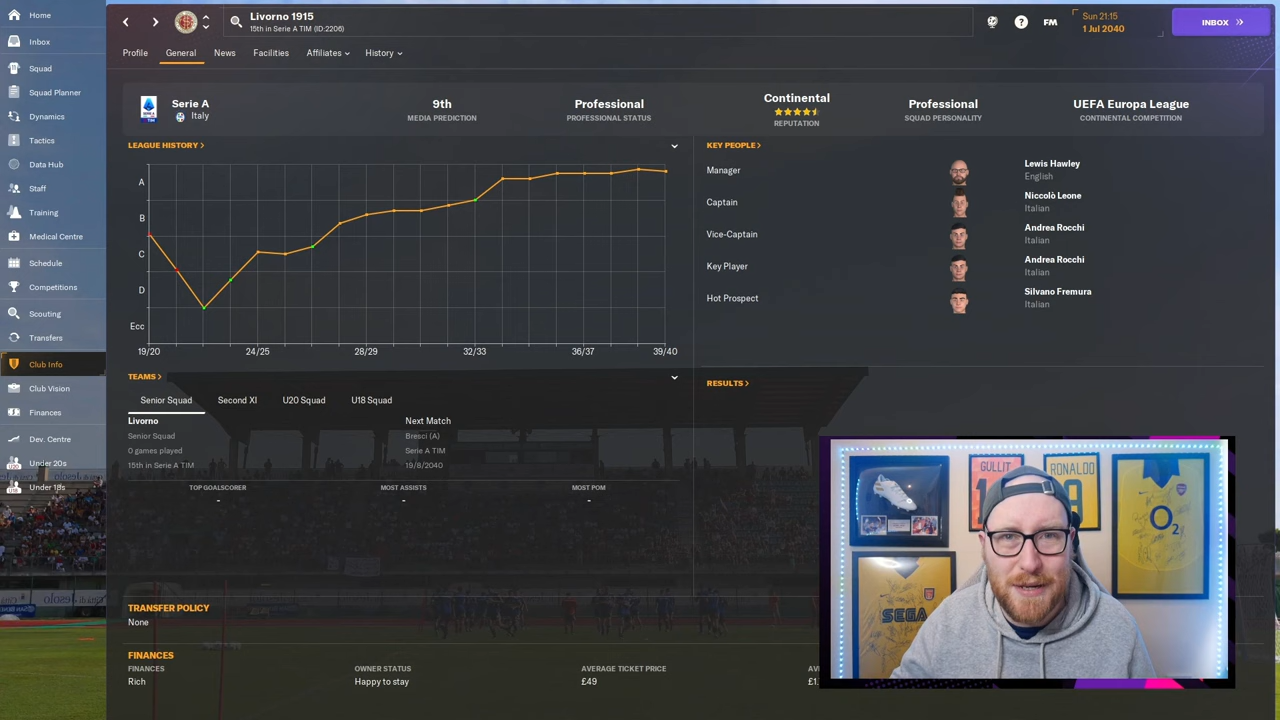 Home
Inbox
Squad
Squad Planner
Dynamics
Tactics
Data Hub
Staff
Training
Medical Centre
Schedule
Competitions
Scouting
Transfers
Club Info
Club Vision
Finances
Dev. Centre
Under 20s
Under 18s
Livorno 1915
15th in Serie A TIM (ID:2206)
?
FM
Sun 21:15
1 Jul 2040
INBOX
Profile
General
News
Facilities
Affiliates
History
Serie A
Italy
9th
MEDIA PREDICTION
Professional
PROFESSIONAL STATUS
Continental
REPUTATION
Professional
SQUAD PERSONALITY
UEFA Europa League
CONTINENTAL COMPETITION
LEAGUE HISTORY >
A
B
C
D
Ecc
19/20 24/25 28/29 32/33 36/37 39/40
KEY PEOPLE >
Manager
Lewis Hawley
English
Captain
Niccolò Leone
Italian
Vice-Captain
Andrea Rocchi
Italian
Key Player
Andrea Rocchi
Italian
Hot Prospect
Silvano Fremura
Italian
TEAMS >
Senior Squad Second XI U20 Squad U18 Squad
Livorno
Senior Squad
0 games played
15th in Serie A TIM
Next Match
Bresci (A)
Serie A TIM
19/8/2040
TOP GOALSCORER
-
MOST ASSISTS
-
MOST POM
-
RESULTS >
TRANSFER POLICY
None
FINANCES
FINANCES
Rich
OWNER STATUS
Happy to stay
AVERAGE TICKET PRICE
£49
GULLIT
RONALDO
9
O2
SEGA